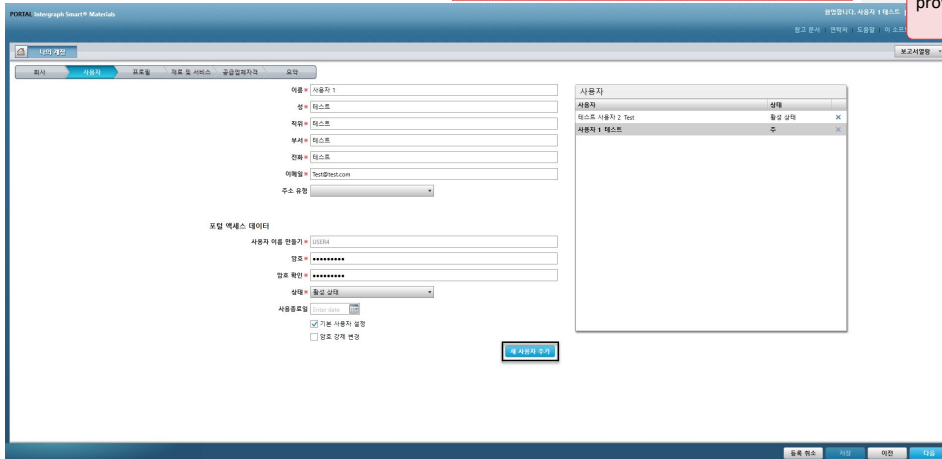 PORTAL Intergraph Smart® Materials
환영합니다. 사용자 1 테스트
참고 문서 | 연락처 | 도움말
나의 계정
보고서열람
회사 사용자 프로필 재료 및 서비스 공급업체자격 요약
이름* 사용자 1
성* 테스트
직위* 테스트
부서* 테스트
전화* 테스트
이메일* Test@test.com
주소 유형
포털 액세스 데이터
사용자 이름 만들기* USER4
암호* •••••••••
암호 확인* •••••••••
상태* 활성 상태
사용종료일 Enter date
기본 사용자 설정
암호 강제 변경
새 사용자 추가
사용자
사용자 상태
테스트 사용자 2 Test 활성 상태 ×
사용자 1 테스트 주 ×
등록 취소 저장 이전 다음